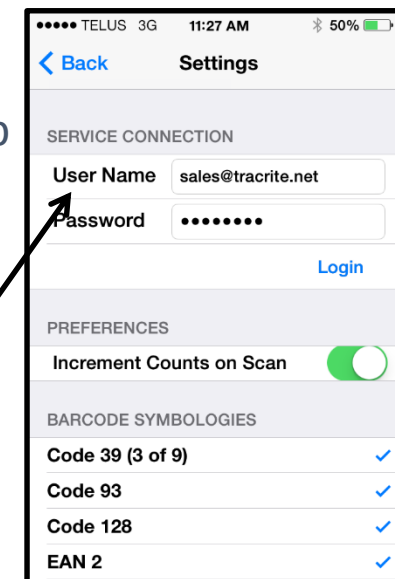 TELUS 3G 11:27 AM 50%
Back Settings
SERVICE CONNECTION
User Name sales@tracrite.net
Password ••••••••
Login
PREFERENCES
Increment Counts on Scan
BARCODE SYMBOLOGIES
Code 39 (3 of 9)
Code 93
Code 128
EAN 2